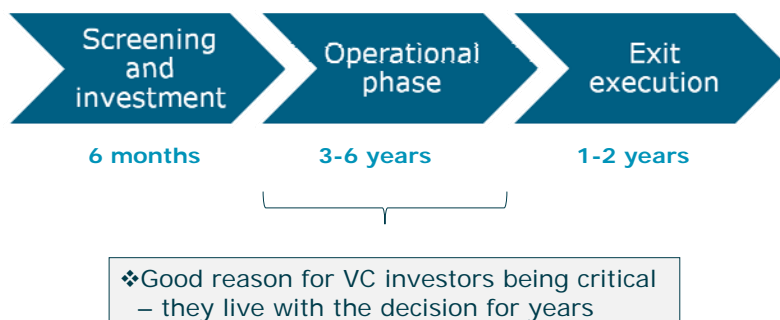 Screening
and
investment
Operational
phase
Exit
execution
6 months
3-6 years
1-2 years
❖Good reason for VC investors being critical
– they live with the decision for years